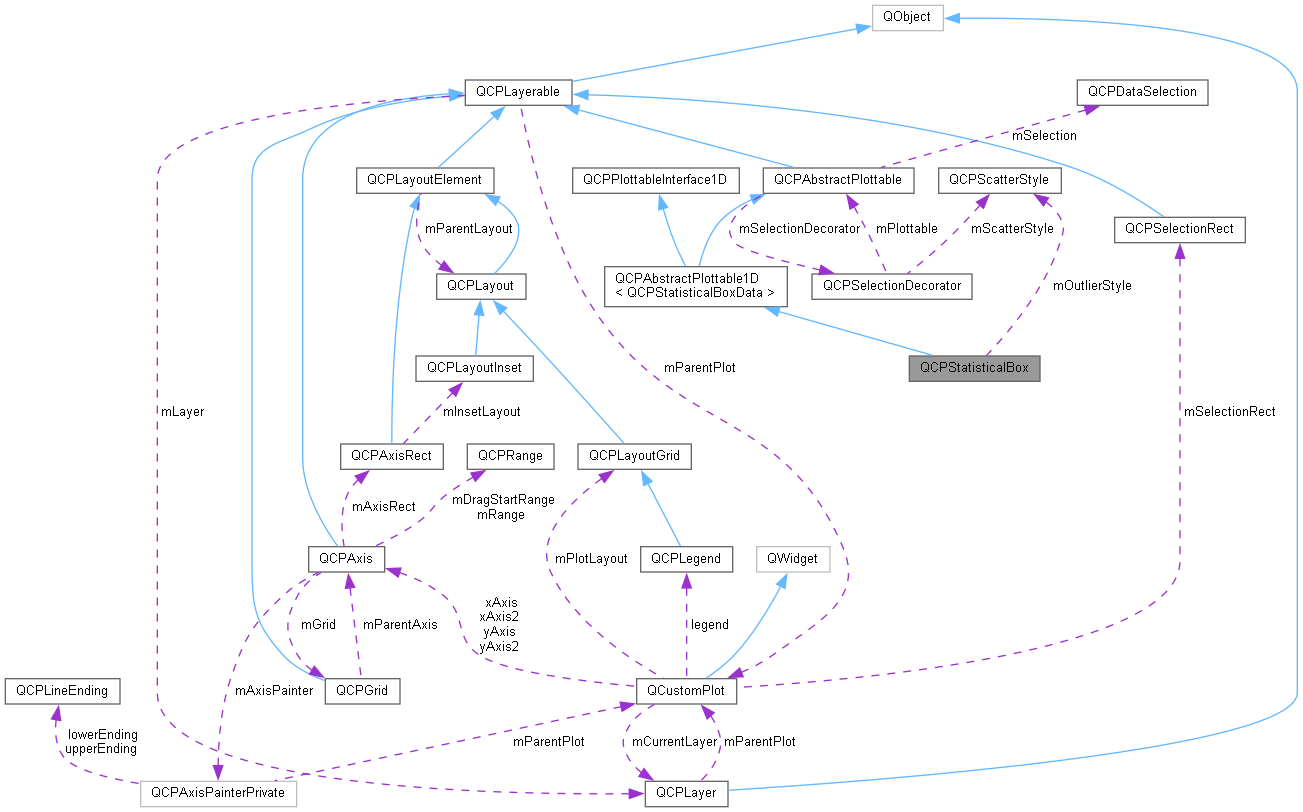 QObject
QCPLayerable
QCPDataSelection
mSelection
QCPLayoutElement
QCPPlottableInterface1D
QCPAbstractPlottable
QCPScatterStyle
mParentLayout
mSelectionDecorator
mPlottable
mScatterStyle
QCPSelectionRect
QCPLayout
QCPAbstractPlottable1D
< QCPStatisticalBoxData >
QCPSelectionDecorator
mOutlierStyle
QCPLayoutInset
mParentPlot
QCPStatisticalBox
mLayer
mInsetLayout
mSelectionRect
QCPAxisRect
QCPRange
QCPLayoutGrid
mAxisRect
mDragStartRange
mRange
QCPAxis
mPlotLayout
QCPLegend
QWidget
xAxis
xAxis2
yAxis
yAxis2
mGrid
mParentAxis
legend
mAxisPainter
QCPLineEnding
QCPGrid
QCustomPlot
lowerEnding
upperEnding
mParentPlot
mCurrentLayer
mParentPlot
QCPAxisPainterPrivate
QCPLayer